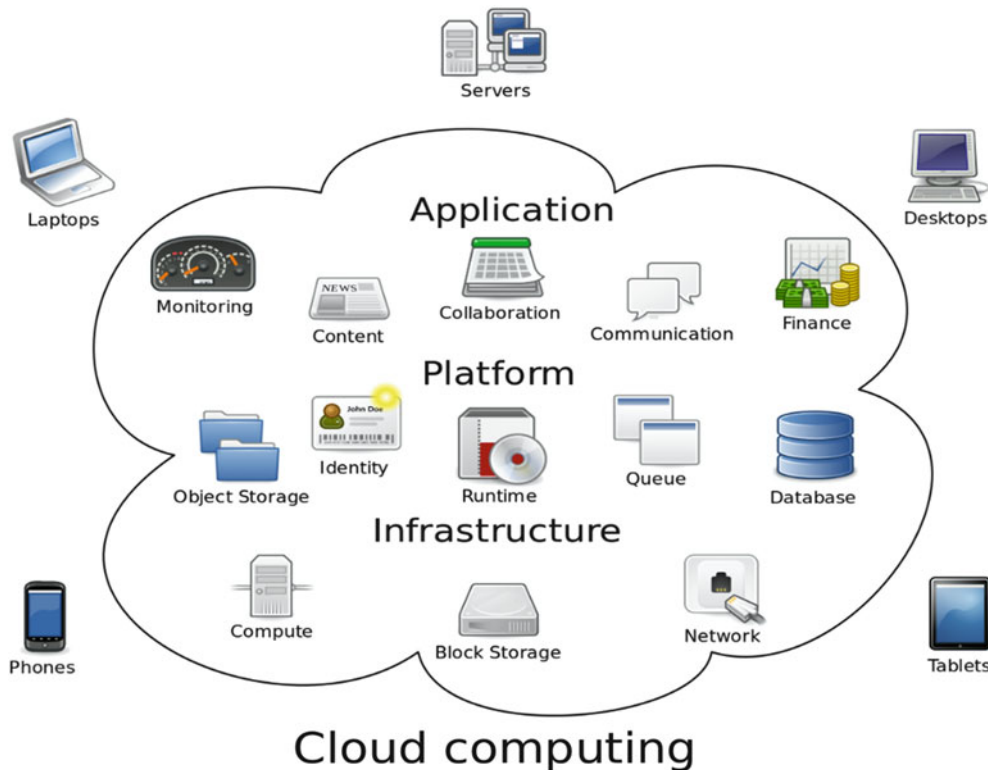 Servers
Laptops
Desktops
Application
Monitoring
NEWS
Content
Collaboration
Communication
Finance
Platform
John Doe
Object Storage
Identity
Runtime
Queue
Database
Infrastructure
Compute
Block Storage
Network
Phones
Tablets
Cloud computing